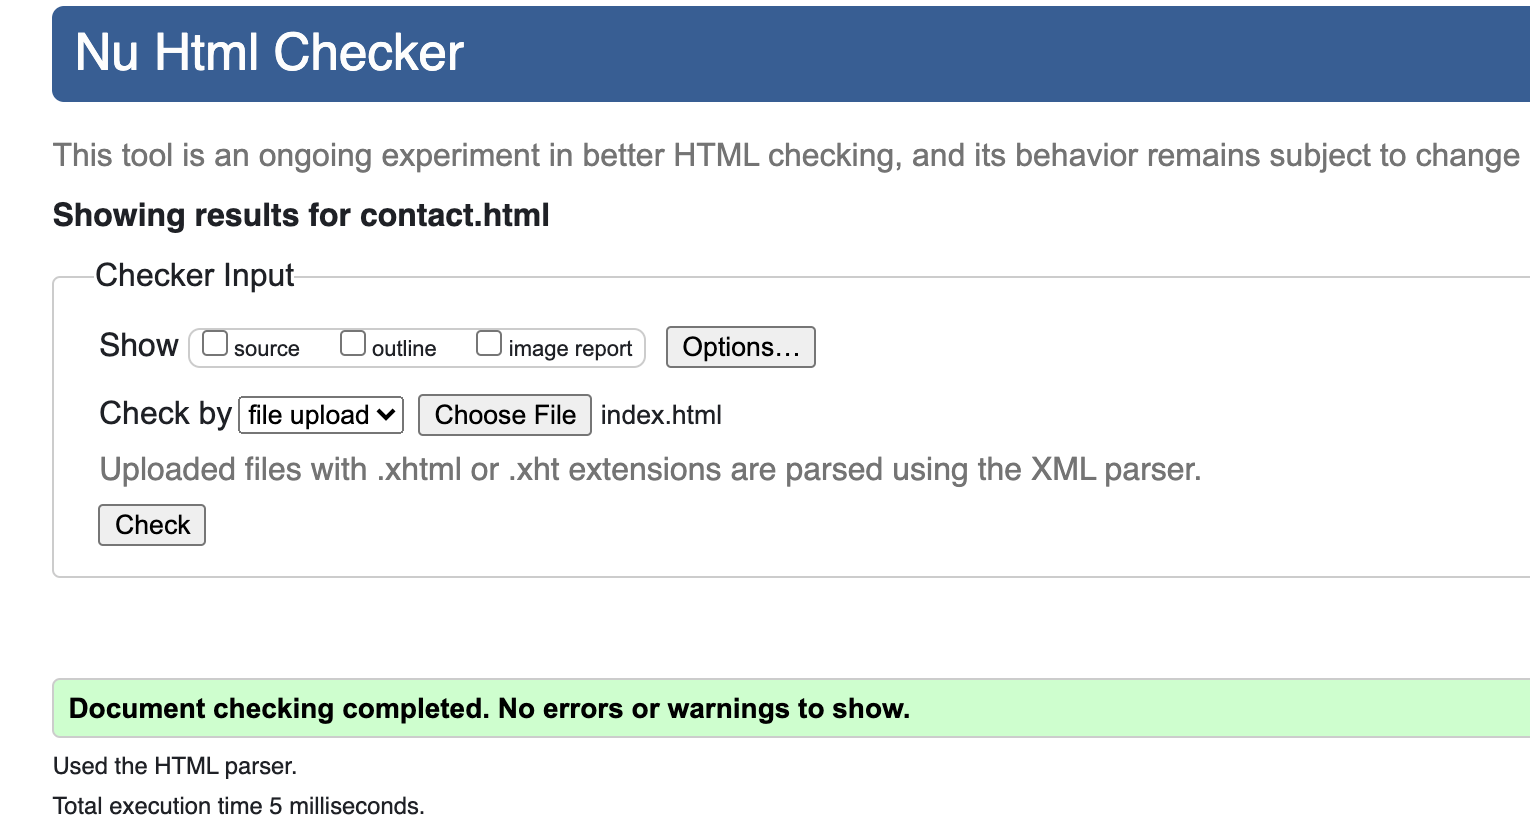 Nu Html Checker
This tool is an ongoing experiment in better HTML checking, and its behavior remains subject to change
Showing results for contact.html
Checker Input
Show source outline image report Options…
Check by file upload Choose File index.html
Uploaded files with .xhtml or .xht extensions are parsed using the XML parser.
Check
Document checking completed. No errors or warnings to show.
Used the HTML parser.
Total execution time 5 milliseconds.